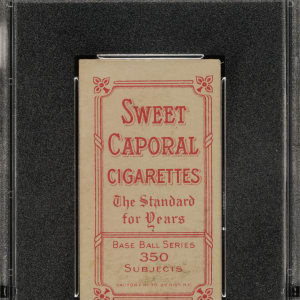 SWEET
CAPORAL
CIGARETTES
The Standard
for Years
BASE BALL SERIES
350
SUBJECTS